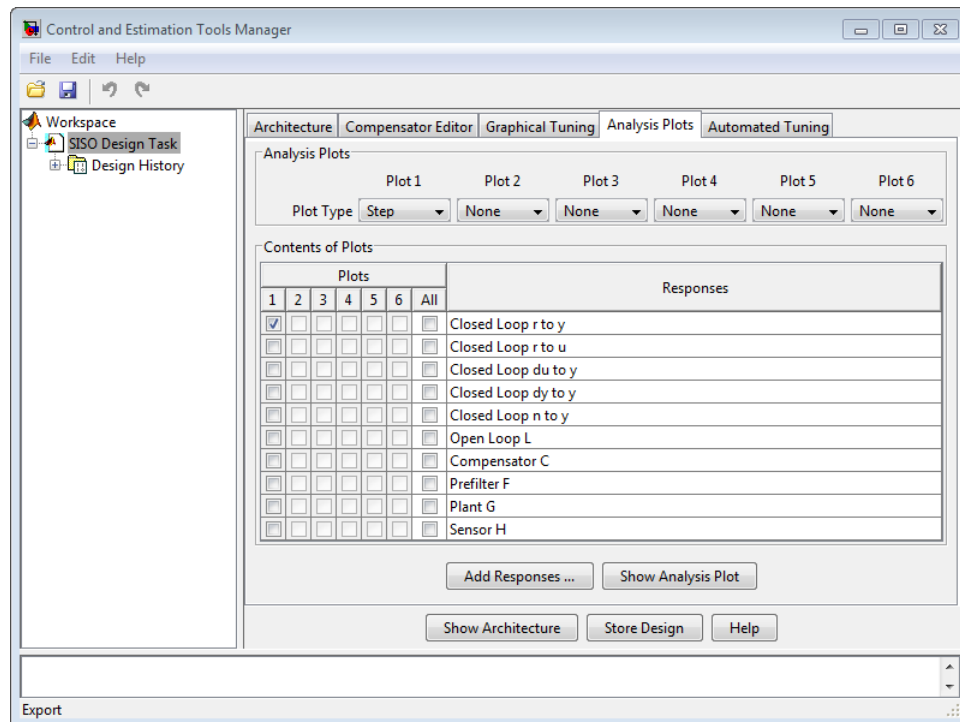 Control and Estimation Tools Manager
File Edit Help
Workspace
SISO Design Task
Design History
Architecture Compensator Editor Graphical Tuning Analysis Plots Automated Tuning
Analysis Plots
Plot 1 Plot 2 Plot 3 Plot 4 Plot 5 Plot 6
Plot Type Step None None None None None
Contents of Plots
Plots
Responses
1 2 3 4 5 6 All
Closed Loop r to y
Closed Loop r to u
Closed Loop du to y
Closed Loop dy to y
Closed Loop n to y
Open Loop L
Compensator C
Prefilter F
Plant G
Sensor H
Add Responses ... Show Analysis Plot
Show Architecture Store Design Help
Export